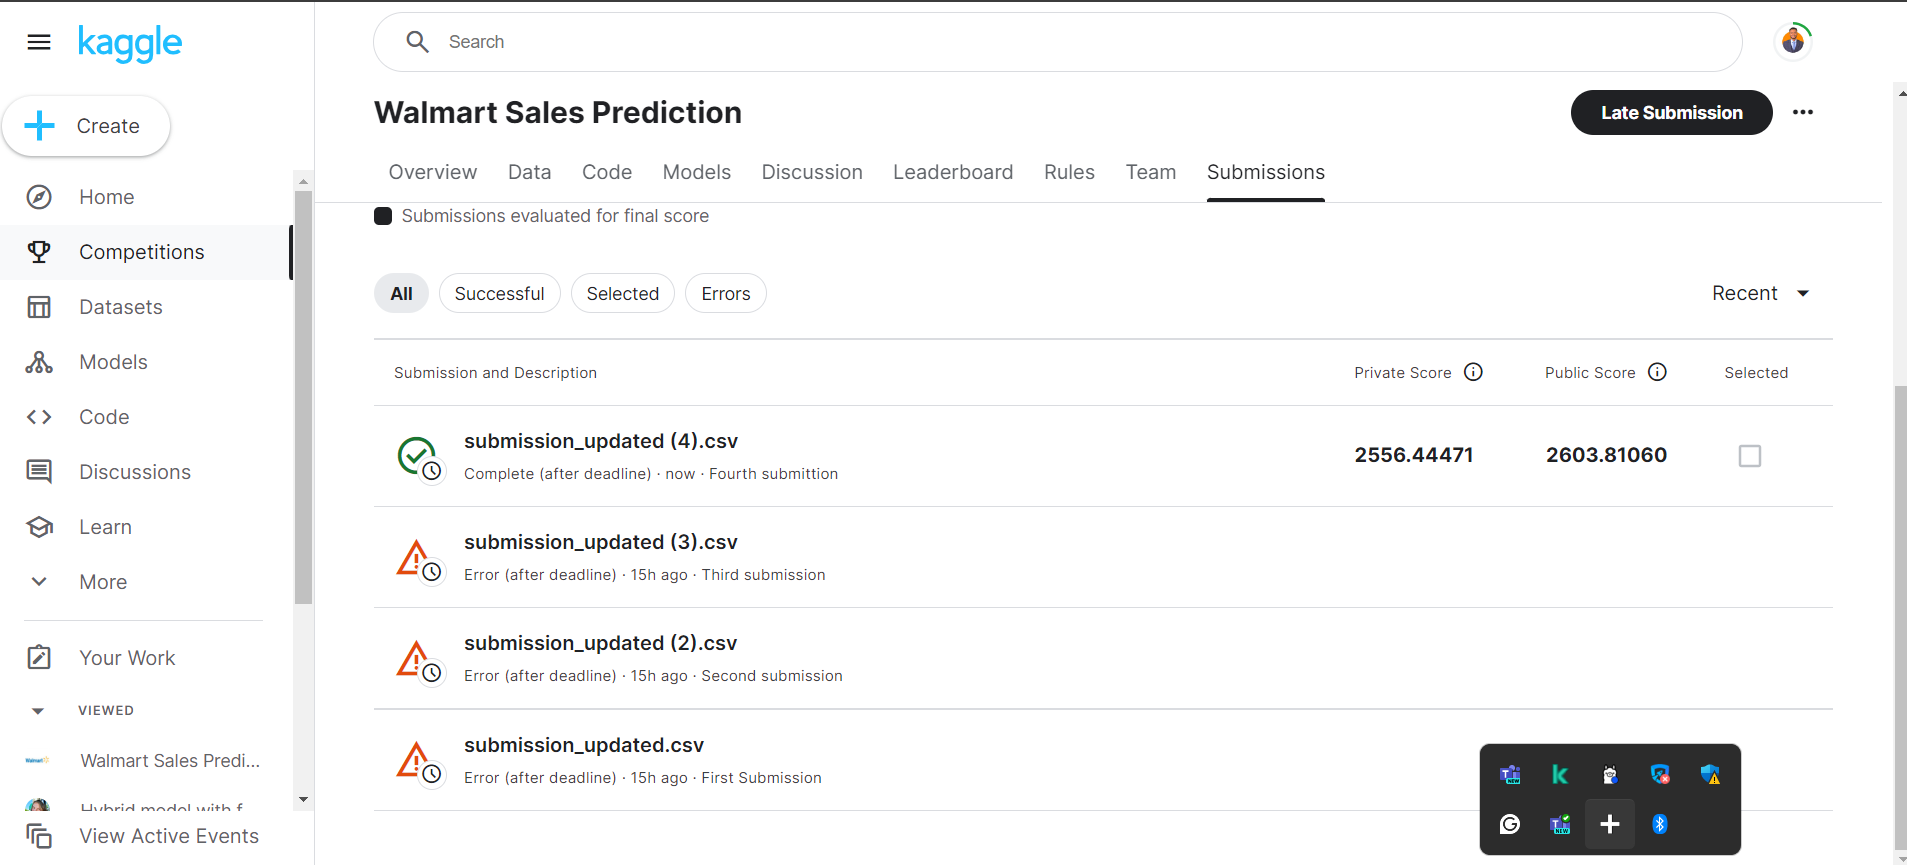 kaggle
Search
Create
Home
Competitions
Datasets
Models
Code
Discussions
Learn
More
Your Work
VIEWED
Walmart Sales Predi...
Hybrid model with f
View Active Events
Walmart Sales Prediction
Late Submission
Overview Data Code Models Discussion Leaderboard Rules Team Submissions
Submissions evaluated for final score
All Successful Selected Errors Recent
Submission and Description Private Score Public Score Selected
submission_updated (4).csv
Complete (after deadline) · now · Fourth submittion
2556.44471 2603.81060
submission_updated (3).csv
Error (after deadline) · 15h ago · Third submission
submission_updated (2).csv
Error (after deadline) · 15h ago · Second submission
submission_updated.csv
Error (after deadline) · 15h ago · First Submission